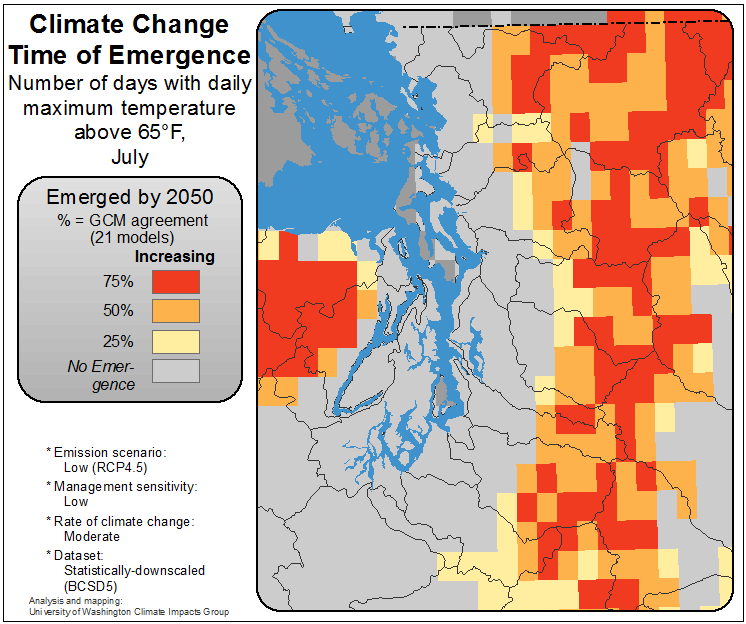 Climate Change
Time of Emergence
Number of days with daily
maximum temperature
above 65°F,
July
Emerged by 2050
% = GCM agreement
(21 models)
Increasing
75%
50%
25%
No Emer-
gence
* Emission scenario:
Low (RCP4.5)
* Management sensitivity:
Low
* Rate of climate change:
Moderate
* Dataset:
Statistically-downscaled
(BCSD5)
Analysis and mapping:
University of Washington Climate Impacts Group